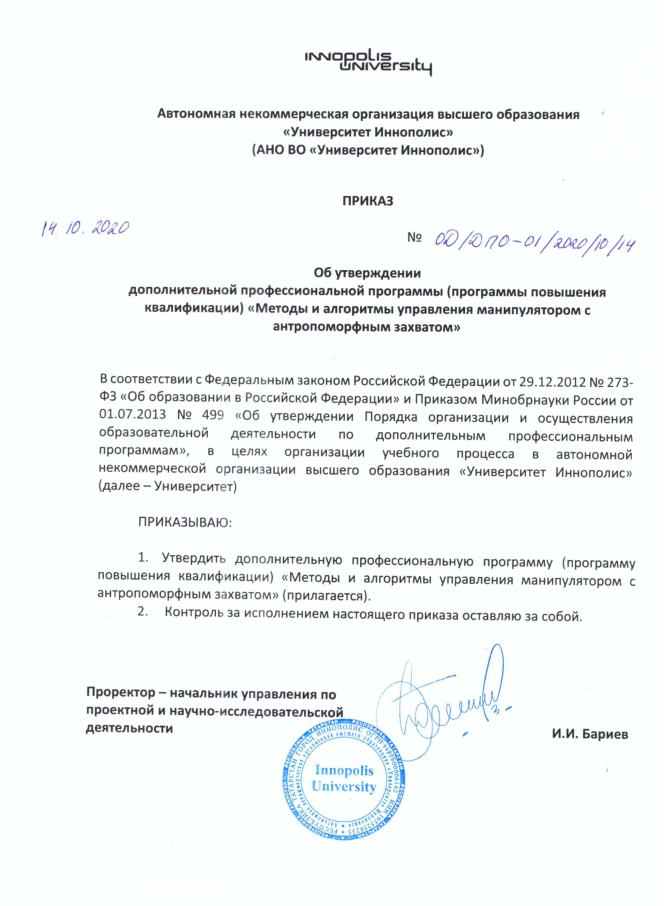 INNOPOLIS
UNIVERSITY
Автономная некоммерческая организация высшего образования
«Университет Иннополис»
(АНО ВО «Университет Иннополис»)
ПРИКАЗ
14.10.2020
№ ОД/ДПО-01/2020/10/14
Об утверждении
дополнительной профессиональной программы (программы повышения
квалификации) «Методы и алгоритмы управления манипулятором с
антропоморфным захватом»
В соответствии с Федеральным законом Российской Федерации от 29.12.2012 № 273-
ФЗ «Об образовании в Российской Федерации» и Приказом Минобрнауки России от
01.07.2013 № 499 «Об утверждении Порядка организации и осуществления
образовательной деятельности по дополнительным профессиональным
программам», в целях организации учебного процесса в автономной
некоммерческой организации высшего образования «Университет Иннополис»
(далее – Университет)
ПРИКАЗЫВАЮ:
1. Утвердить дополнительную профессиональную программу (программу
повышения квалификации) «Методы и алгоритмы управления манипулятором с
антропоморфным захватом» (прилагается).
2. Контроль за исполнением настоящего приказа оставляю за собой.
Проректор – начальник управления по
проектной и научно-исследовательской
деятельности
И.И. Бариев
Innopolis
University
РЕСПУБЛИКА ТАТАРСТАН ГОРОД ИННОПОЛИС ОГРН